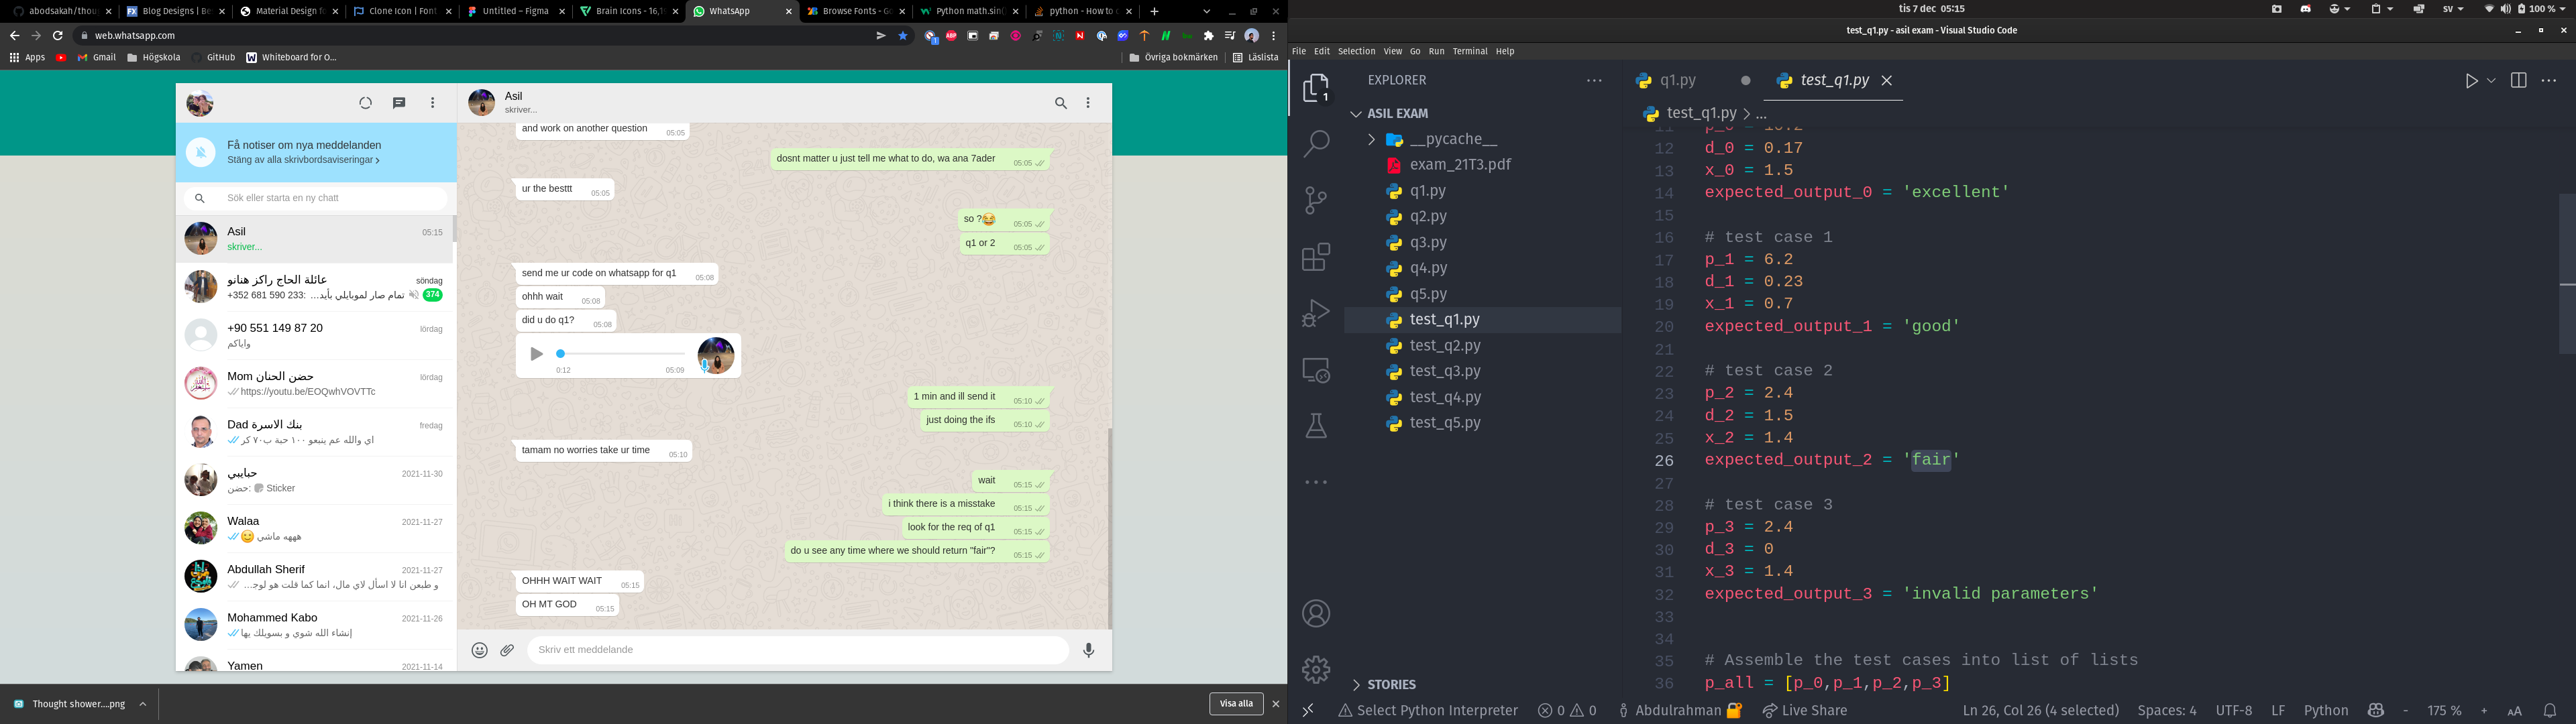 abodsakah/thoug
Blog Designs | Be
Material Design fr
Clone Icon | Font
Untitled – Figma
Brain Icons - 16,1
WhatsApp
Browse Fonts - Go
Python math.sin(
python - How to c
web.whatsapp.com
Apps
Gmail
Högskola
GitHub
Whiteboard for O...
Övriga bokmärken
Läslista
Få notiser om nya meddelanden
Stäng av alla skrivbordsaviseringar
Sök eller starta en ny chatt
Asil
05:15
skriver...
عائلة الحاج راكز هنانو
söndag
+352 681 590 233: تمام صار لموبايلي بأيد...
374
+90 551 149 87 20
lördag
واياكم
Mom حضن الحنان
lördag
https://youtu.be/EOQwhVOVTTc
Dad بنك الاسرة
fredag
اي والله عم ينبعو ١٠٠ حبة ب٧٠ كر
حبايبي
2021-11-30
حضن: Sticker
Walaa
2021-11-27
هههه ماشي
Abdullah Sherif
2021-11-27
و طبعن انا لا اسأل لاي مال، انما كما قلت هو لوج...
Mohammed Kabo
2021-11-26
إنشاء الله شوي و بسويلك يها
Yamen
2021-11-14
Asil
skriver...
and work on another question 05:05
dosnt matter u just tell me what to do, wa ana 7ader 05:05
ur the besttt 05:05
so ?😂 05:05
q1 or 2 05:05
send me ur code on whatsapp for q1 05:08
ohhh wait 05:08
did u do q1? 05:08
0:12 05:09
1 min and ill send it 05:10
just doing the ifs 05:10
tamam no worries take ur time 05:10
wait 05:15
i think there is a misstake 05:15
look for the req of q1 05:15
do u see any time where we should return "fair"? 05:15
OHHH WAIT WAIT 05:15
OH MT GOD 05:15
Skriv ett meddelande
Thought shower....png
Visa alla
tis 7 dec 05:15
sv
100 %
test_q1.py - asil exam - Visual Studio Code
File Edit Selection View Go Run Terminal Help
EXPLORER
ASIL EXAM
__pycache__
exam_21T3.pdf
q1.py
q2.py
q3.py
q4.py
q5.py
test_q1.py
test_q2.py
test_q3.py
test_q4.py
test_q5.py
STORIES
q1.py
test_q1.py
test_q1.py > ...
11 p_0 = 10.2
12 d_0 = 0.17
13 x_0 = 1.5
14 expected_output_0 = 'excellent'
15
16 # test case 1
17 p_1 = 6.2
18 d_1 = 0.23
19 x_1 = 0.7
20 expected_output_1 = 'good'
21
22 # test case 2
23 p_2 = 2.4
24 d_2 = 1.5
25 x_2 = 1.4
26 expected_output_2 = 'fair'
27
28 # test case 3
29 p_3 = 2.4
30 d_3 = 0
31 x_3 = 1.4
32 expected_output_3 = 'invalid parameters'
33
34
35 # Assemble the test cases into list of lists
36 p_all = [p_0,p_1,p_2,p_3]
Select Python Interpreter
0 0
Abdulrahman
Live Share
Ln 26, Col 26 (4 selected)
Spaces: 4
UTF-8
LF
Python
- 175 % +